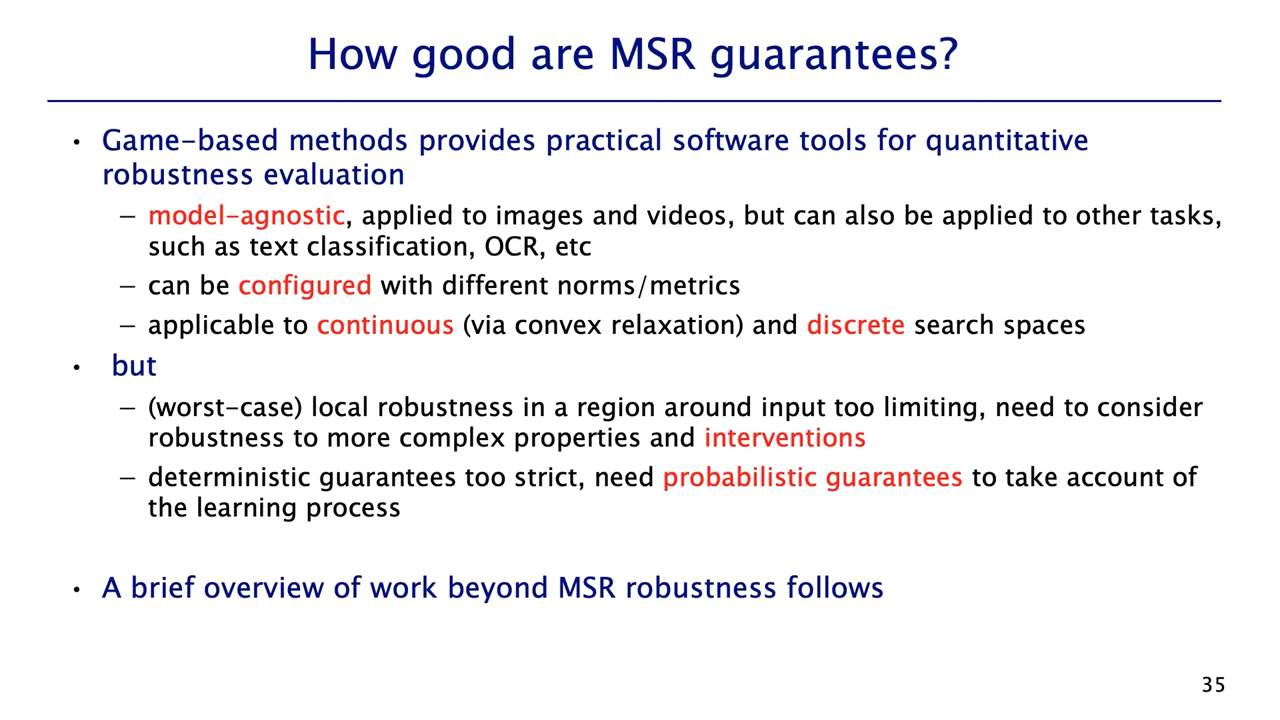 How good are MSR guarantees?
• Game-based methods provides practical software tools for quantitative
robustness evaluation
– model-agnostic, applied to images and videos, but can also be applied to other tasks,
such as text classification, OCR, etc
– can be configured with different norms/metrics
– applicable to continuous (via convex relaxation) and discrete search spaces
• but
– (worst-case) local robustness in a region around input too limiting, need to consider
robustness to more complex properties and interventions
– deterministic guarantees too strict, need probabilistic guarantees to take account of
the learning process
• A brief overview of work beyond MSR robustness follows
35